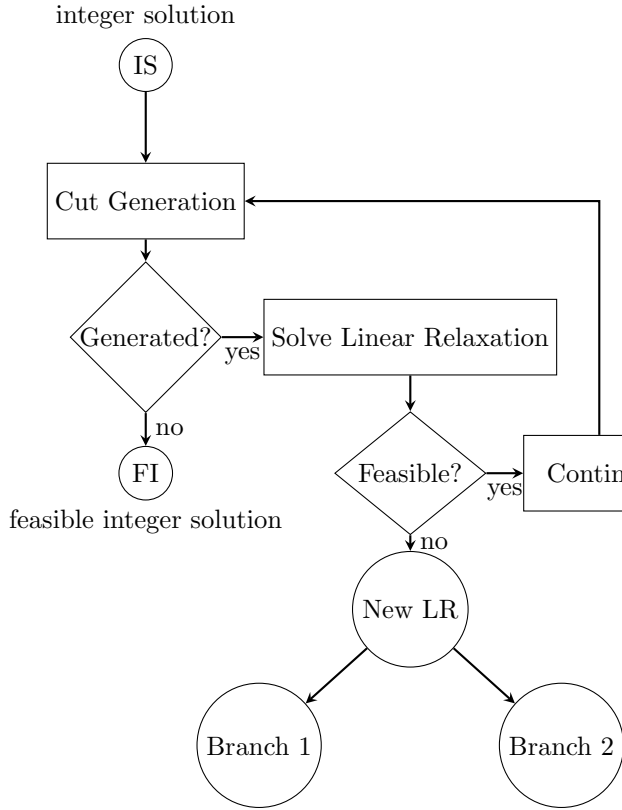 integer solution
IS
Cut Generation
Generated?
yes
Solve Linear Relaxation
no
FI
feasible integer solution
Feasible?
yes
Contin
no
New LR
Branch 1
Branch 2